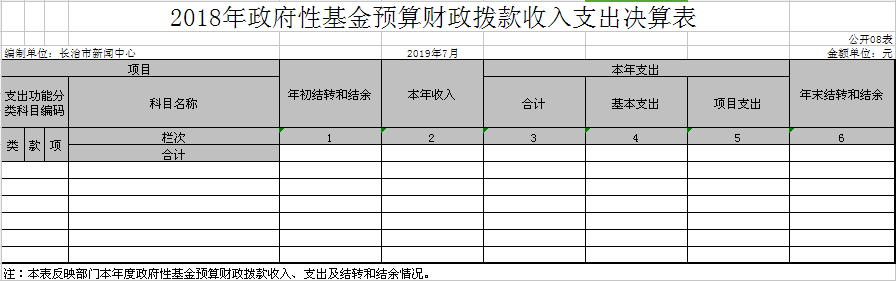 2018年政府性基金预算财政拨款收入支出决算表
公开08表
编制单位：长治市新闻中心 2019年7月 金额单位：元
项目 年初结转和结余 本年收入 本年支出 年末结转和结余
支出功能分类科目编码 科目名称 合计 基本支出 项目支出
类 款 项 栏次 1 2 3 4 5 6
合计
注：本表反映部门本年度政府性基金预算财政拨款收入、支出及结转和结余情况。